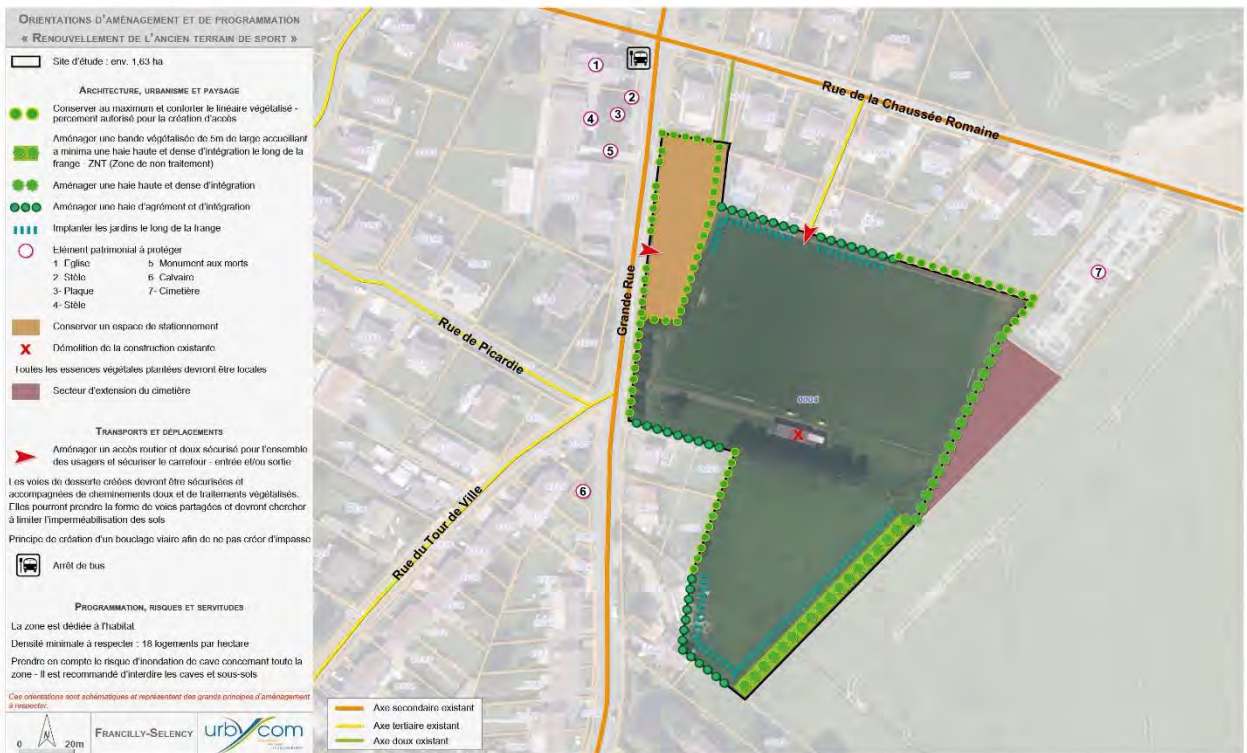 ORIENTATIONS D'AMÉNAGEMENT ET DE PROGRAMMATION
« RENOUVELLEMENT DE L'ANCIEN TERRAIN DE SPORT »
Site d'étude : env. 1,63 ha
ARCHITECTURE, URBANISME ET PAYSAGE
Conserver au maximum et conforter le linéaire végétalisé -
percement autorisé pour la création d'accès
Aménager une bande végétalisée de 5m de large accueillant
a minima une haie haute et dense d'intégration le long de la
frange - ZNT (Zone de non traitement)
Aménager une haie haute et dense d'intégration
Aménager une haie d'agrément et d'intégration
Implanter les jardins le long de la frange
Elément patrimonial à protéger
1 Eglise 5 Monument aux morts
2 Stèle 6 Calvaire
3- Plaque 7- Cimetière
4- Stèle
Conserver un espace de stationnement
X Démolition de la construction existante
Toutes les essences végétales plantées devront être locales
Secteur d'extension du cimetière
TRANSPORTS ET DÉPLACEMENTS
Aménager un accès routier et doux sécurisé pour l'ensemble
des usagers et sécuriser le carrefour - entrée et/ou sortie
Les voies de desserte créées devront être sécurisées et
accompagnées de cheminements doux et de traitements végétalisés.
Elles pourront prendre la forme de voies partagées et devront chercher
à limiter l'imperméabilisation des sols
Principe de création d'un bouclage viaire afin de ne pas créer d'impasse
Arrêt de bus
PROGRAMMATION, RISQUES ET SERVITUDES
La zone est dédiée à l'habitat
Densité minimale à respecter : 18 logements par hectare
Prendre en compte le risque d'inondation de cave concernant toute la
zone - Il est recommandé d'interdire les caves et sous-sols
Ces orientations sont schématiques et représentent des grands principes d'aménagement
à respecter.
0 N 20m
FRANCILLY-SELENCY
urbycom
Axe secondaire existant
Axe tertiaire existant
Axe doux existant
1
2
3
4
5
Rue de la Chaussée Romaine
7
Grande Rue
Rue de Picardie
0004
X
6
Rue du Tour de Ville